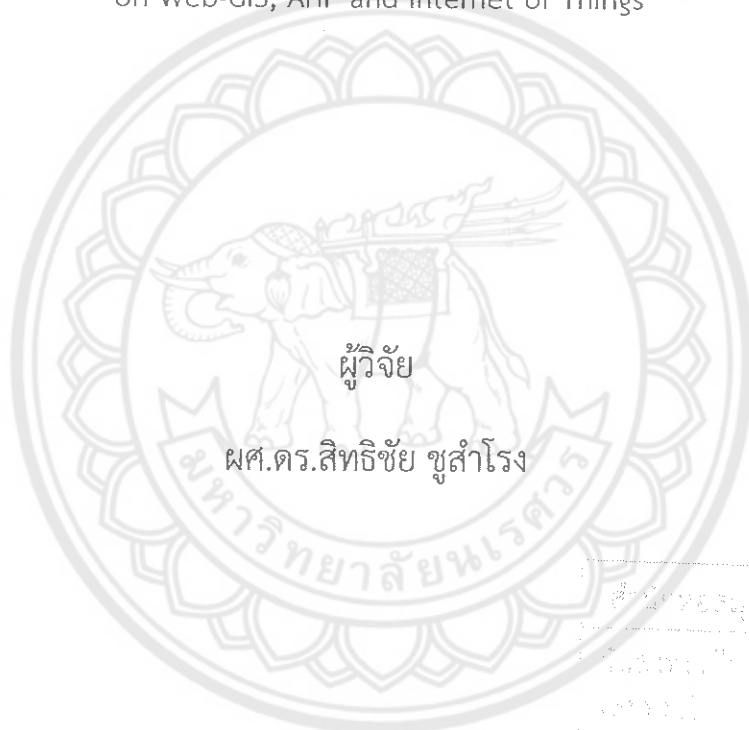 on Web-GIS, AHP and Internet of Things
ผู้วิจัย
ผศ.ดร.สิทธิชัย ชูสำโรง
มหาวิทยาลัยนเรศวร